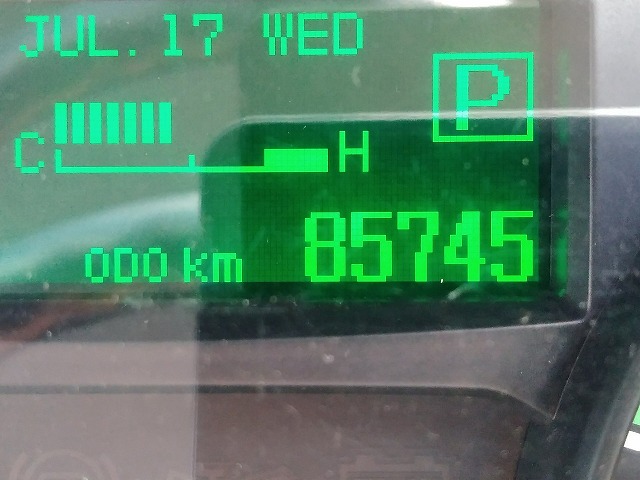 JUL. 17 WED
P
C H
ODO km 85745